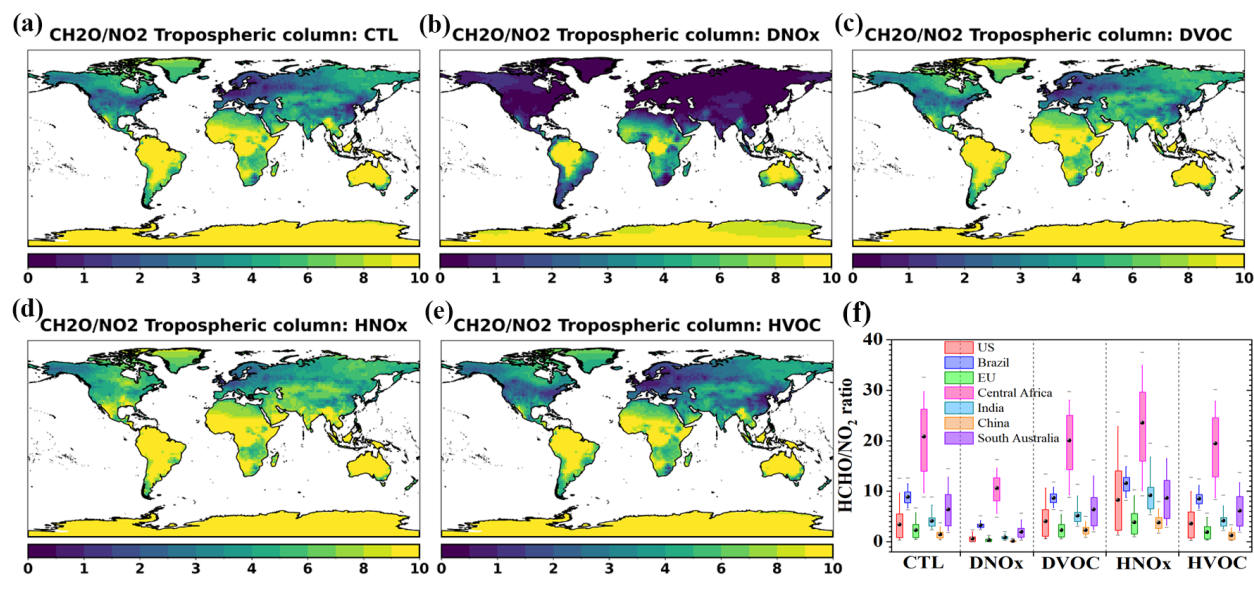 (a)
CH2O/NO2 Tropospheric column: CTL
0 1 2 3 4 6 8 10
(b)
CH2O/NO2 Tropospheric column: DNOx
0 1 2 3 4 6 8 10
(c)
CH2O/NO2 Tropospheric column: DVOC
0 1 2 3 4 6 8 10
(d)
CH2O/NO2 Tropospheric column: HNOx
0 1 2 3 4 6 8 10
(e)
CH2O/NO2 Tropospheric column: HVOC
0 1 2 3 4 6 8 10
(f)
HCHO/NO₂ ratio
40
30
20
10
0
US
Brazil
EU
Central Africa
India
China
South Australia
CTL DNOx DVOC HNOx HVOC